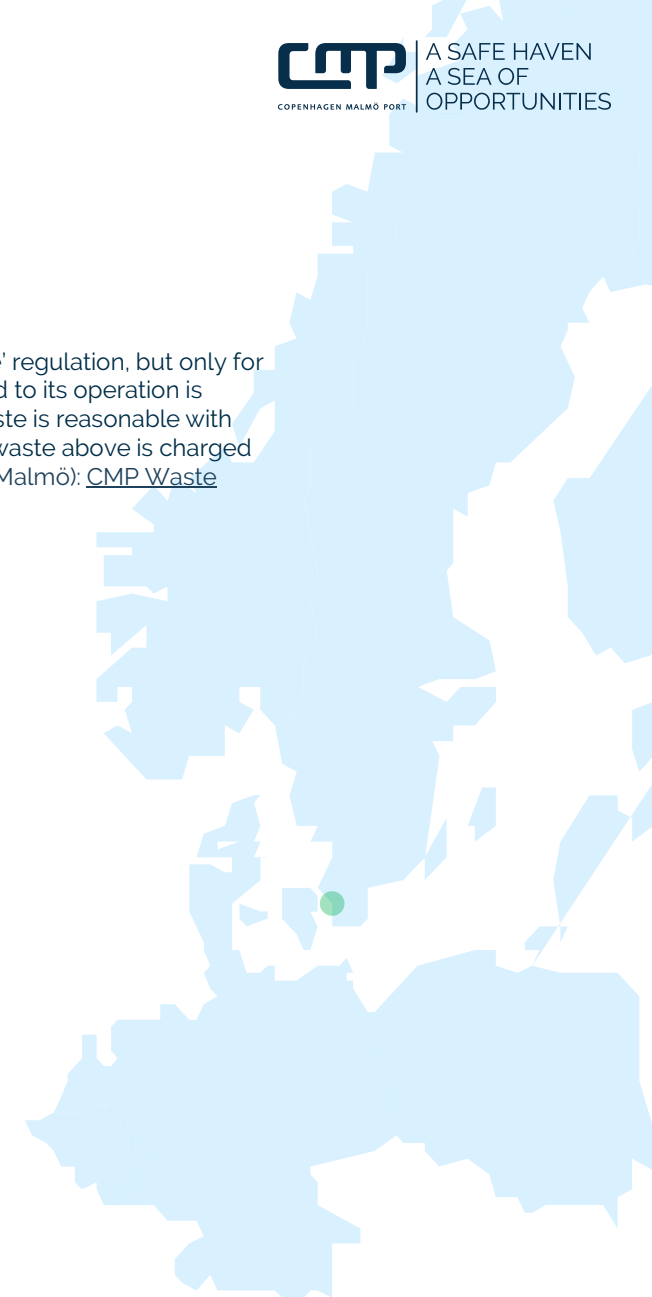 cmp
COPENHAGEN MALMÖ PORT
A SAFE HAVEN
A SEA OF
OPPORTUNITIES
’ regulation, but only for
to its operation is
is reasonable with
waste above is charged
Malmö): CMP Waste